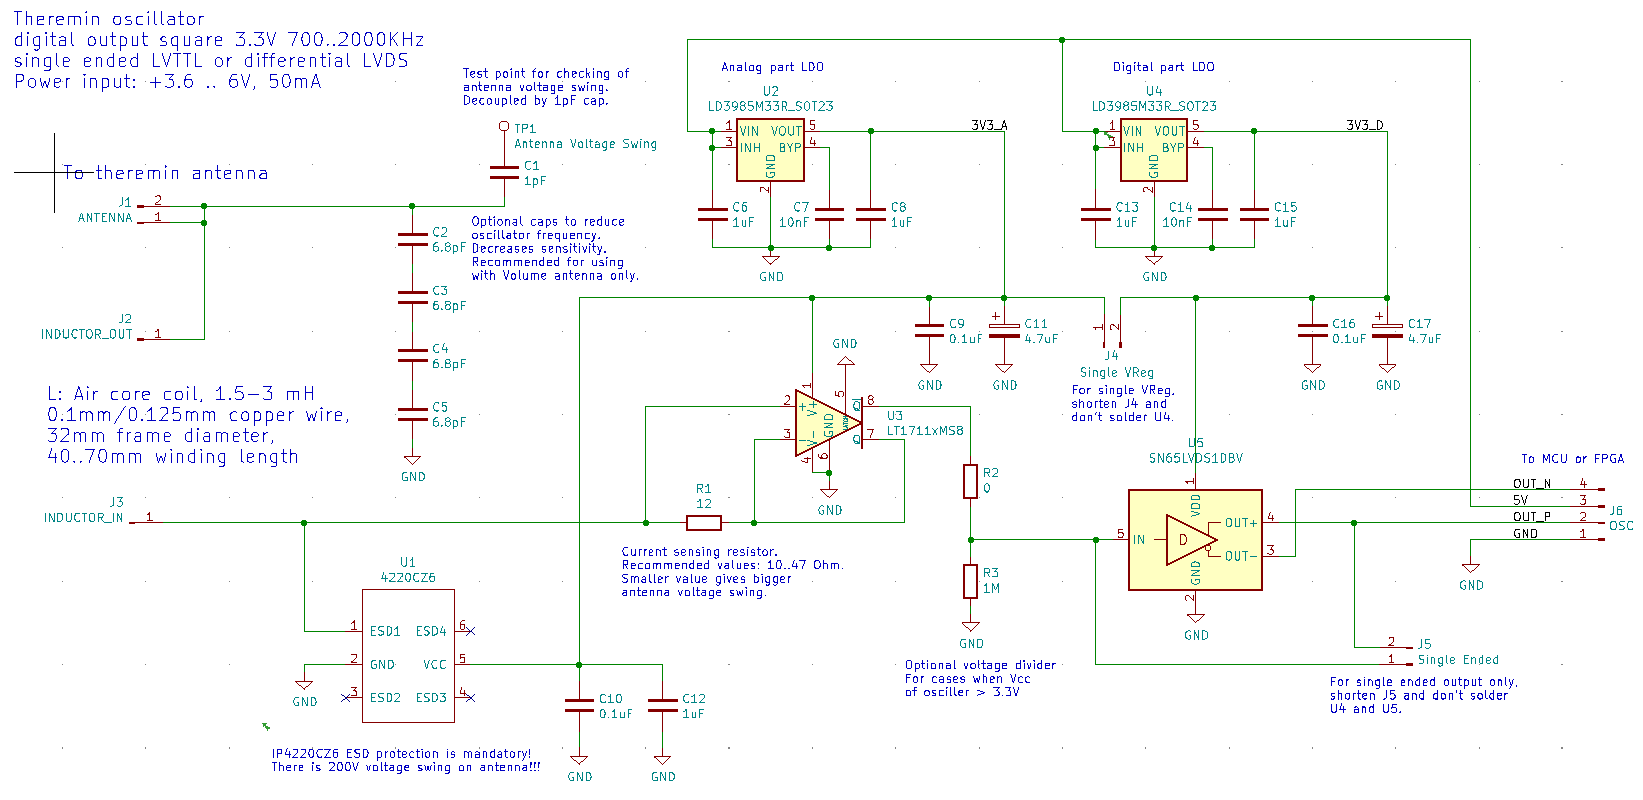 Theremin oscillator
digital output square 3.3V 700..2000KHz
single ended LVTTL or differential LVDS
Power input: +3.6 .. 6V, 50mA
Test point for checking of
antenna voltage swing.
Decoupled by 1pF cap.
TP1
Antenna Voltage Swing
C1
1pF
To theremin antenna
J1
ANTENNA
2
1
C2
6.8pF
C3
6.8pF
C4
6.8pF
C5
6.8pF
GND
Optional caps to reduce
oscillator frequency.
Decreases sensitivity.
Recommended for using
with Volume antenna only.
J2
INDUCTOR_OUT
1
L: Air core coil, 1.5-3 mH
0.1mm/0.125mm copper wire,
32mm frame diameter,
40..70mm winding length
J3
INDUCTOR_IN
1
Analog part LDO
U2
LD3985M33R_SOT23
1 VIN VOUT 5
3 INH BYP 4
GND
2
3V3_A
C6
1uF
C7
10nF
C8
1uF
GND
Digital part LDO
U4
LD3985M33R_SOT23
1 VIN VOUT 5
3 INH BYP 4
GND
2
3V3_D
C13
1uF
C14
10nF
C15
1uF
GND
C9
0.1uF
GND
+
C11
4.7uF
GND
1
2
J4
Single VReg
For single VReg,
shorten J4 and
don't solder U4.
C16
0.1uF
GND
+
C17
4.7uF
GND
GND
5
1
2
+
V+
GND
LATCH
Q
8
3
-
V-
Q
7
4
6
U3
LT1711xMS8
GND
R1
12
Current sensing resistor.
Recommended values: 10..47 Ohm.
Smaller value gives bigger
antenna voltage swing.
R2
0
R3
1M
GND
Optional voltage divider
For cases when Vcc
of osciller > 3.3V
U5
SN65LVDS1DBV
1
VDD
5 IN
D
OUT+ 4
OUT- 3
GND
2
GND
To MCU or FPGA
OUT_N 4
5V 3
OUT_P 2
GND 1
J6
OSC
GND
2
1
J5
Single Ended
For single ended output only,
shorten J5 and don't solder
U4 and U5.
U1
4220CZ6
1 ESD1 ESD4 6
2 GND VCC 5
3 ESD2 ESD3 4
GND
C10
0.1uF
GND
C12
1uF
GND
IP4220CZ6 ESD protection is mandatory!
There is 200V voltage swing on antenna!!!